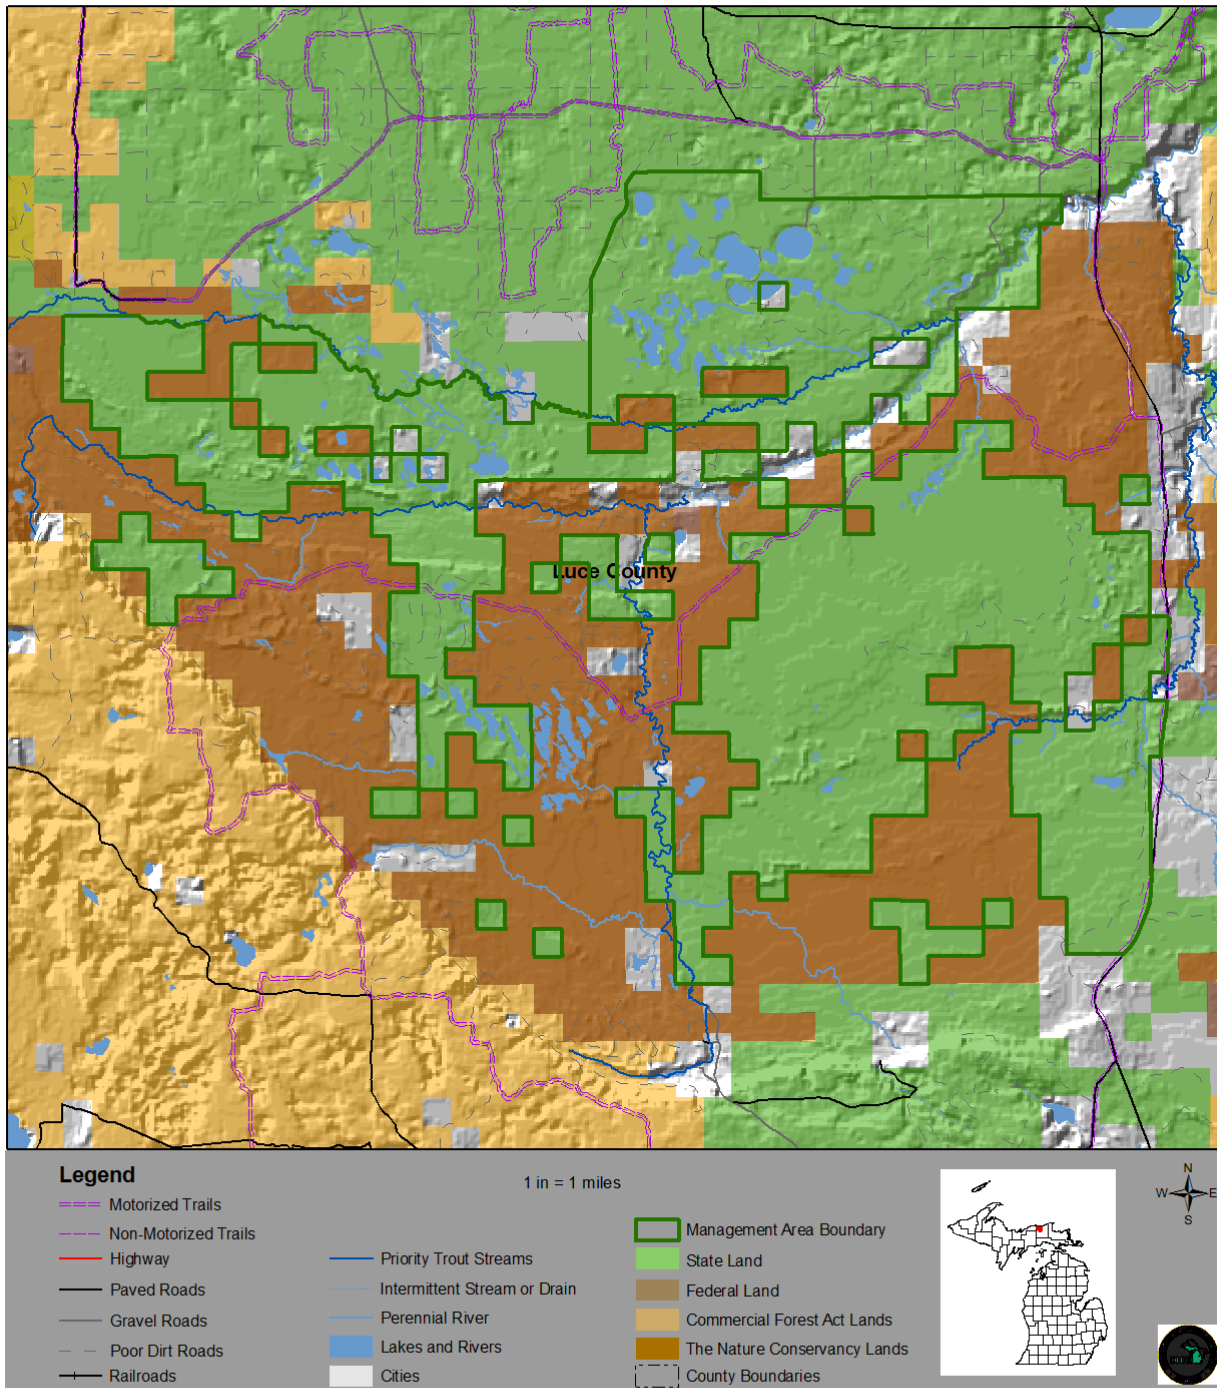 Luce County
Legend
1 in = 1 miles
Motorized Trails
Non-Motorized Trails
Highway
Paved Roads
Gravel Roads
Poor Dirt Roads
Railroads
Priority Trout Streams
Intermittent Stream or Drain
Perennial River
Lakes and Rivers
Cities
Management Area Boundary
State Land
Federal Land
Commercial Forest Act Lands
The Nature Conservancy Lands
County Boundaries
N
W E
S